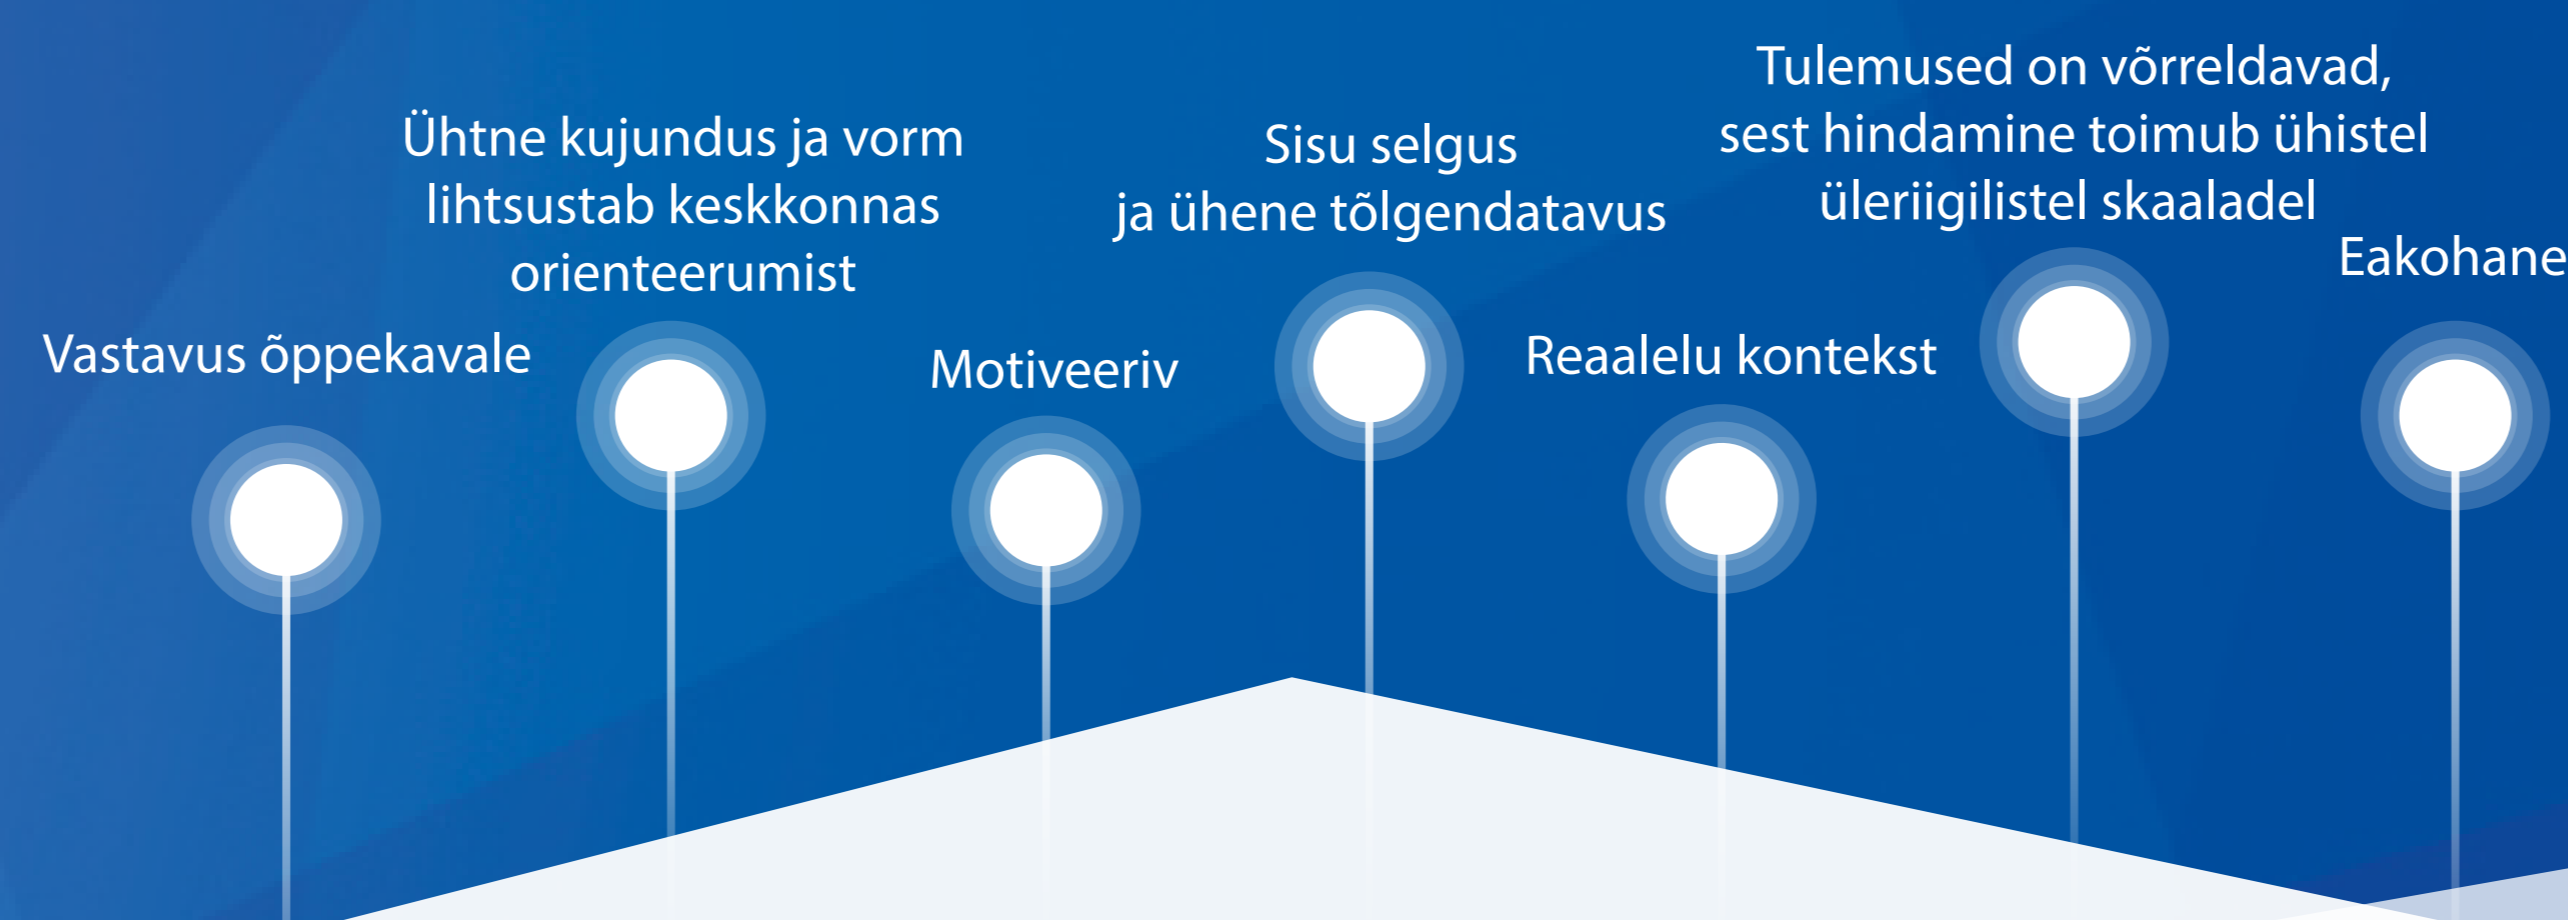 Vastavus õppekavale
Ühtne kujundus ja vorm
lihtsustab keskkonnas
orienteerumist
Motiveeriv
Sisu selgus
ja ühene tõlgendatavus
Reaalelu kontekst
Tulemused on võrreldavad,
sest hindamine toimub ühistel
üleriigilistel skaaladel
Eakohane